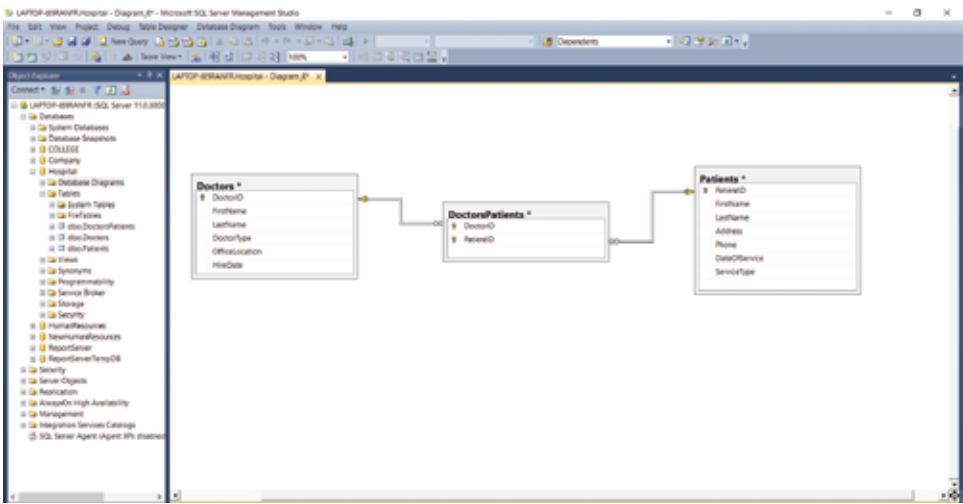 LAPTOP-IB9RANFR.Hospital - Diagram_0* - Microsoft SQL Server Management Studio
File Edit View Project Debug Table Designer Database Diagram Tools Window Help
New Query
Dependents
Table View
100%
Object Explorer
Connect
Databases
System Databases
Database Snapshots
COLLEGE
Company
Hospital
Database Diagrams
Tables
System Tables
FileTables
dbo.DoctorsPatients
dbo.Doctors
dbo.Patients
Views
Synonyms
Programmability
Service Broker
Storage
Security
HumanResources
NewHumanResources
ReportServer
ReportServerTempDB
Security
Server Objects
Replication
AlwaysOn High Availability
Management
Integration Services Catalogs
SQL Server Agent (Agent XPs disabled
Doctors *
DoctorID
FirstName
LastName
DoctorType
OfficeLocation
HireDate
DoctorsPatients *
DoctorID
PatientID
Patients *
PatientID
FirstName
LastName
Address
Phone
DateOfService
ServiceType